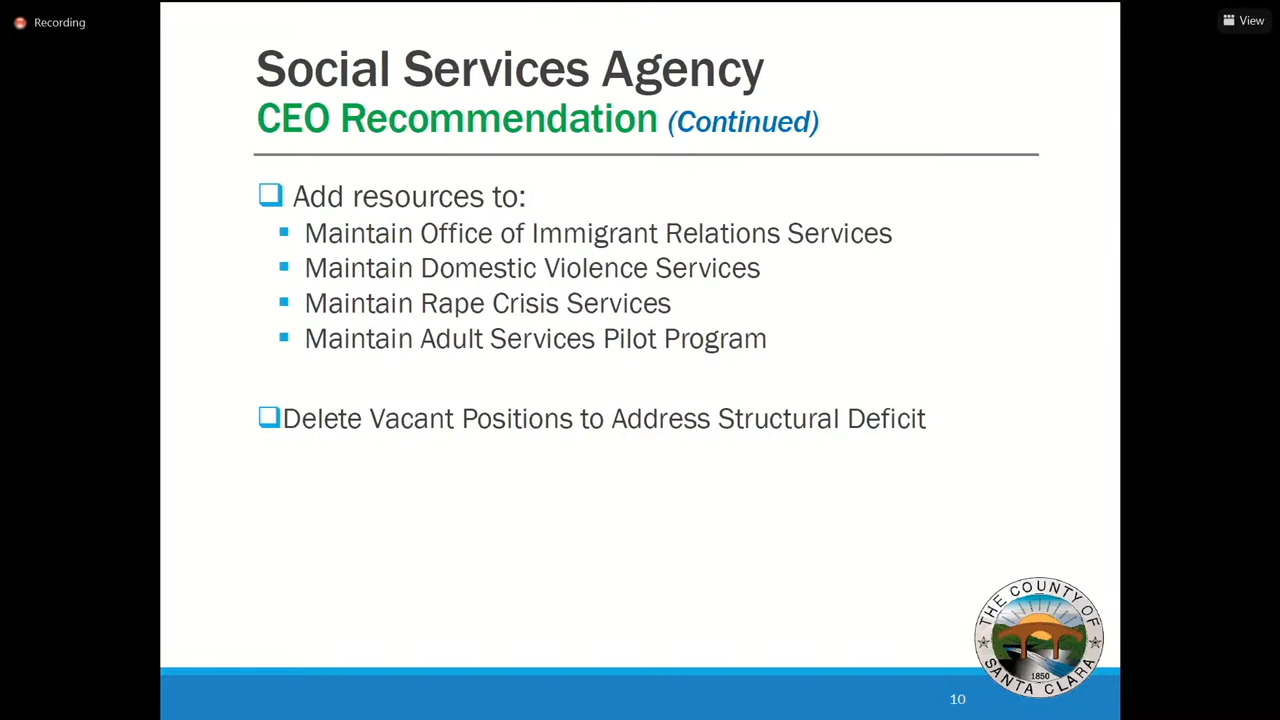 Recording
View
Social Services Agency
CEO Recommendation (Continued)
Add resources to:
Maintain Office of Immigrant Relations Services
Maintain Domestic Violence Services
Maintain Rape Crisis Services
Maintain Adult Services Pilot Program
Delete Vacant Positions to Address Structural Deficit
THE COUNTY OF
1850
SANTA CLARA
10